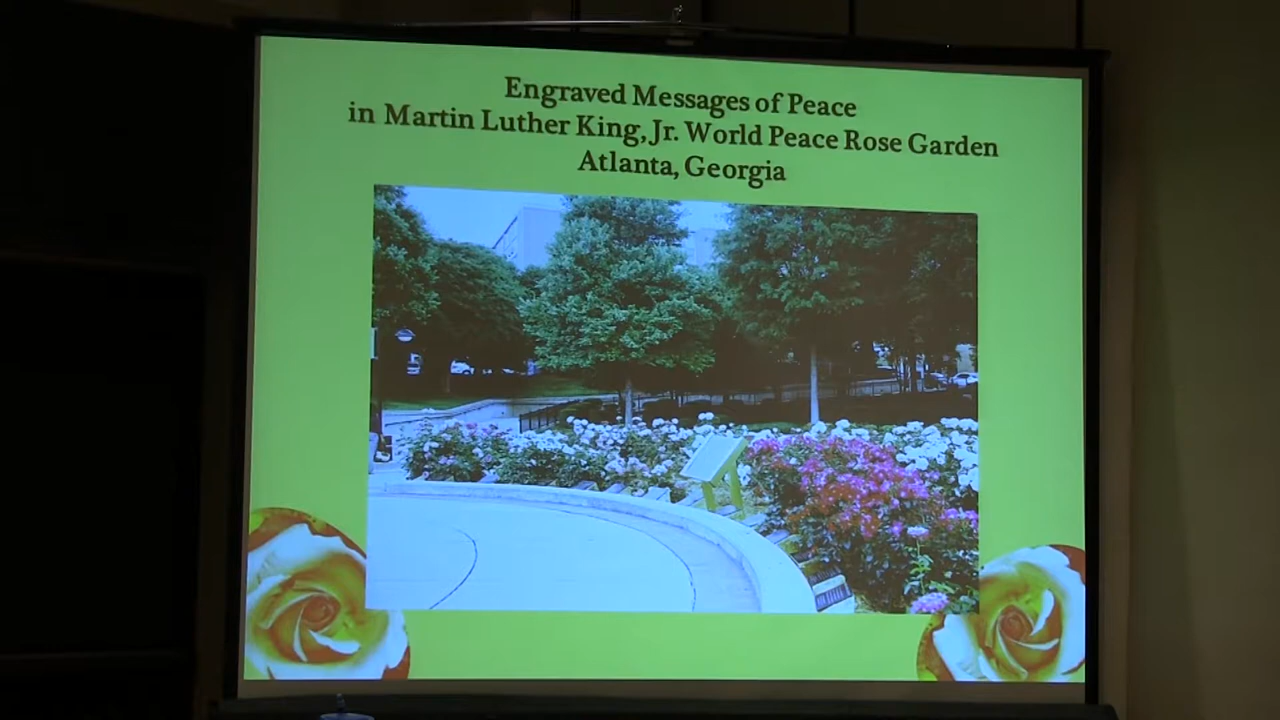 Engraved Messages of Peace
in Martin Luther King, Jr. World Peace Rose Garden
Atlanta, Georgia